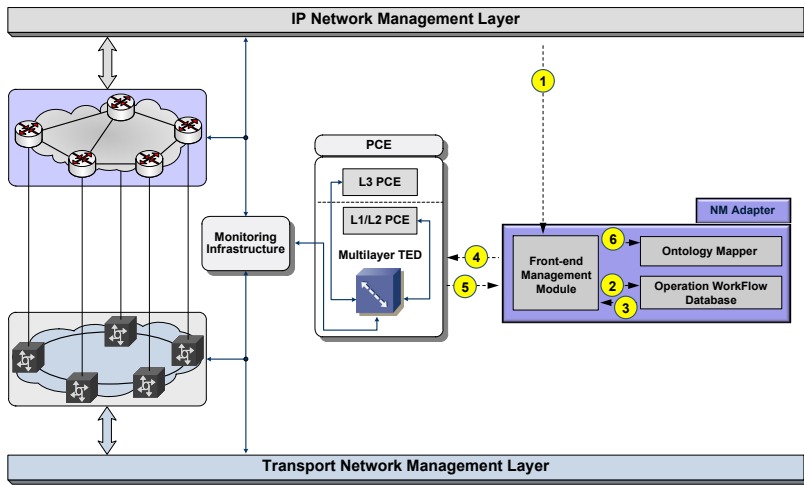 IP Network Management Layer
1
PCE
L3 PCE
L1/L2 PCE
Multilayer TED
Monitoring
Infrastructure
NM Adapter
4
5
Front-end
Management
Module
6
Ontology Mapper
2
3
Operation WorkFlow
Database
Transport Network Management Layer